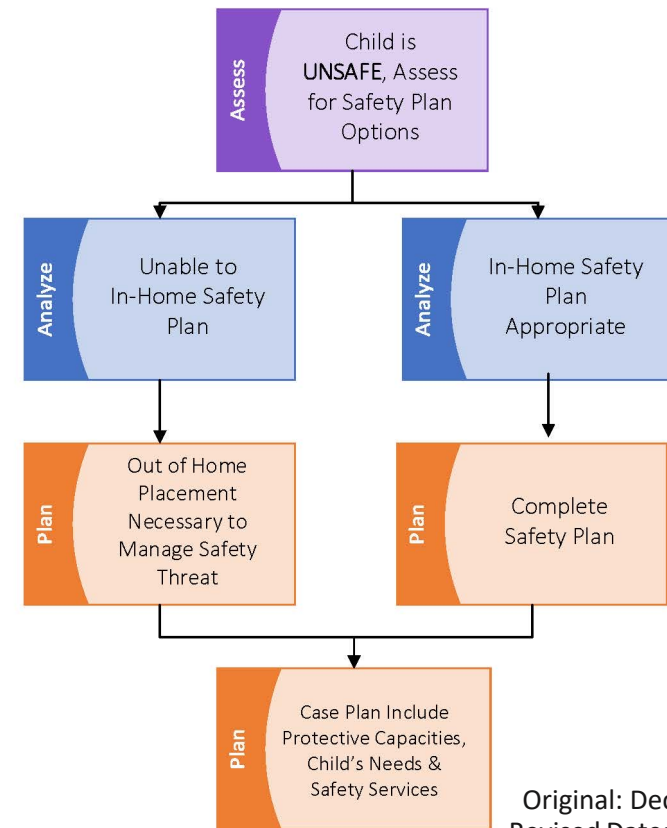 Assess
Child is
UNSAFE, Assess
for Safety Plan
Options
Analyze
Unable to
In-Home Safety
Plan
Analyze
In-Home Safety
Plan
Appropriate
Plan
Out of Home
Placement
Necessary to
Manage Safety
Threat
Plan
Complete
Safety Plan
Plan
Case Plan Include
Protective Capacities,
Child's Needs &
Safety Services
Original:
Revised